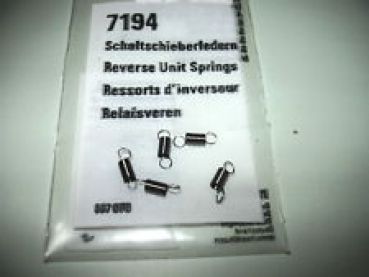 7194
Schaltschieberfedern
Reverse Unit Springs
Ressorts d'inverseur
Relaisveren